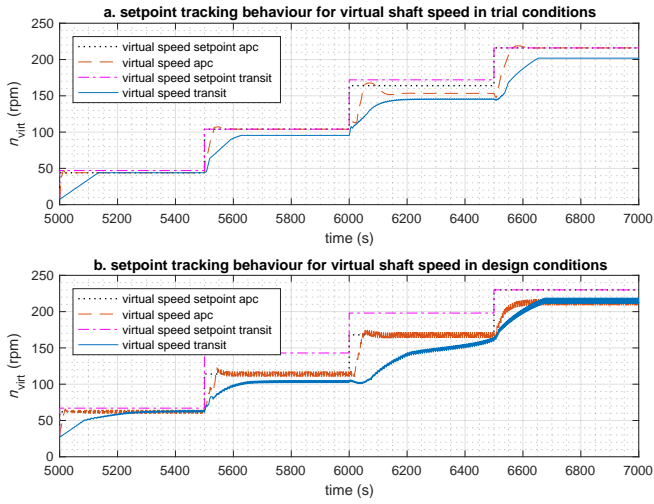 a. setpoint tracking behaviour for virtual shaft speed in trial conditions
250
200
150
100
50
0
n_virt (rpm)
virtual speed setpoint apc
virtual speed apc
virtual speed setpoint transit
virtual speed transit
5000 5200 5400 5600 5800 6000 6200 6400 6600 6800 7000
time (s)
b. setpoint tracking behaviour for virtual shaft speed in design conditions
250
200
150
100
50
0
n_virt (rpm)
virtual speed setpoint apc
virtual speed apc
virtual speed setpoint transit
virtual speed transit
5000 5200 5400 5600 5800 6000 6200 6400 6600 6800 7000
time (s)